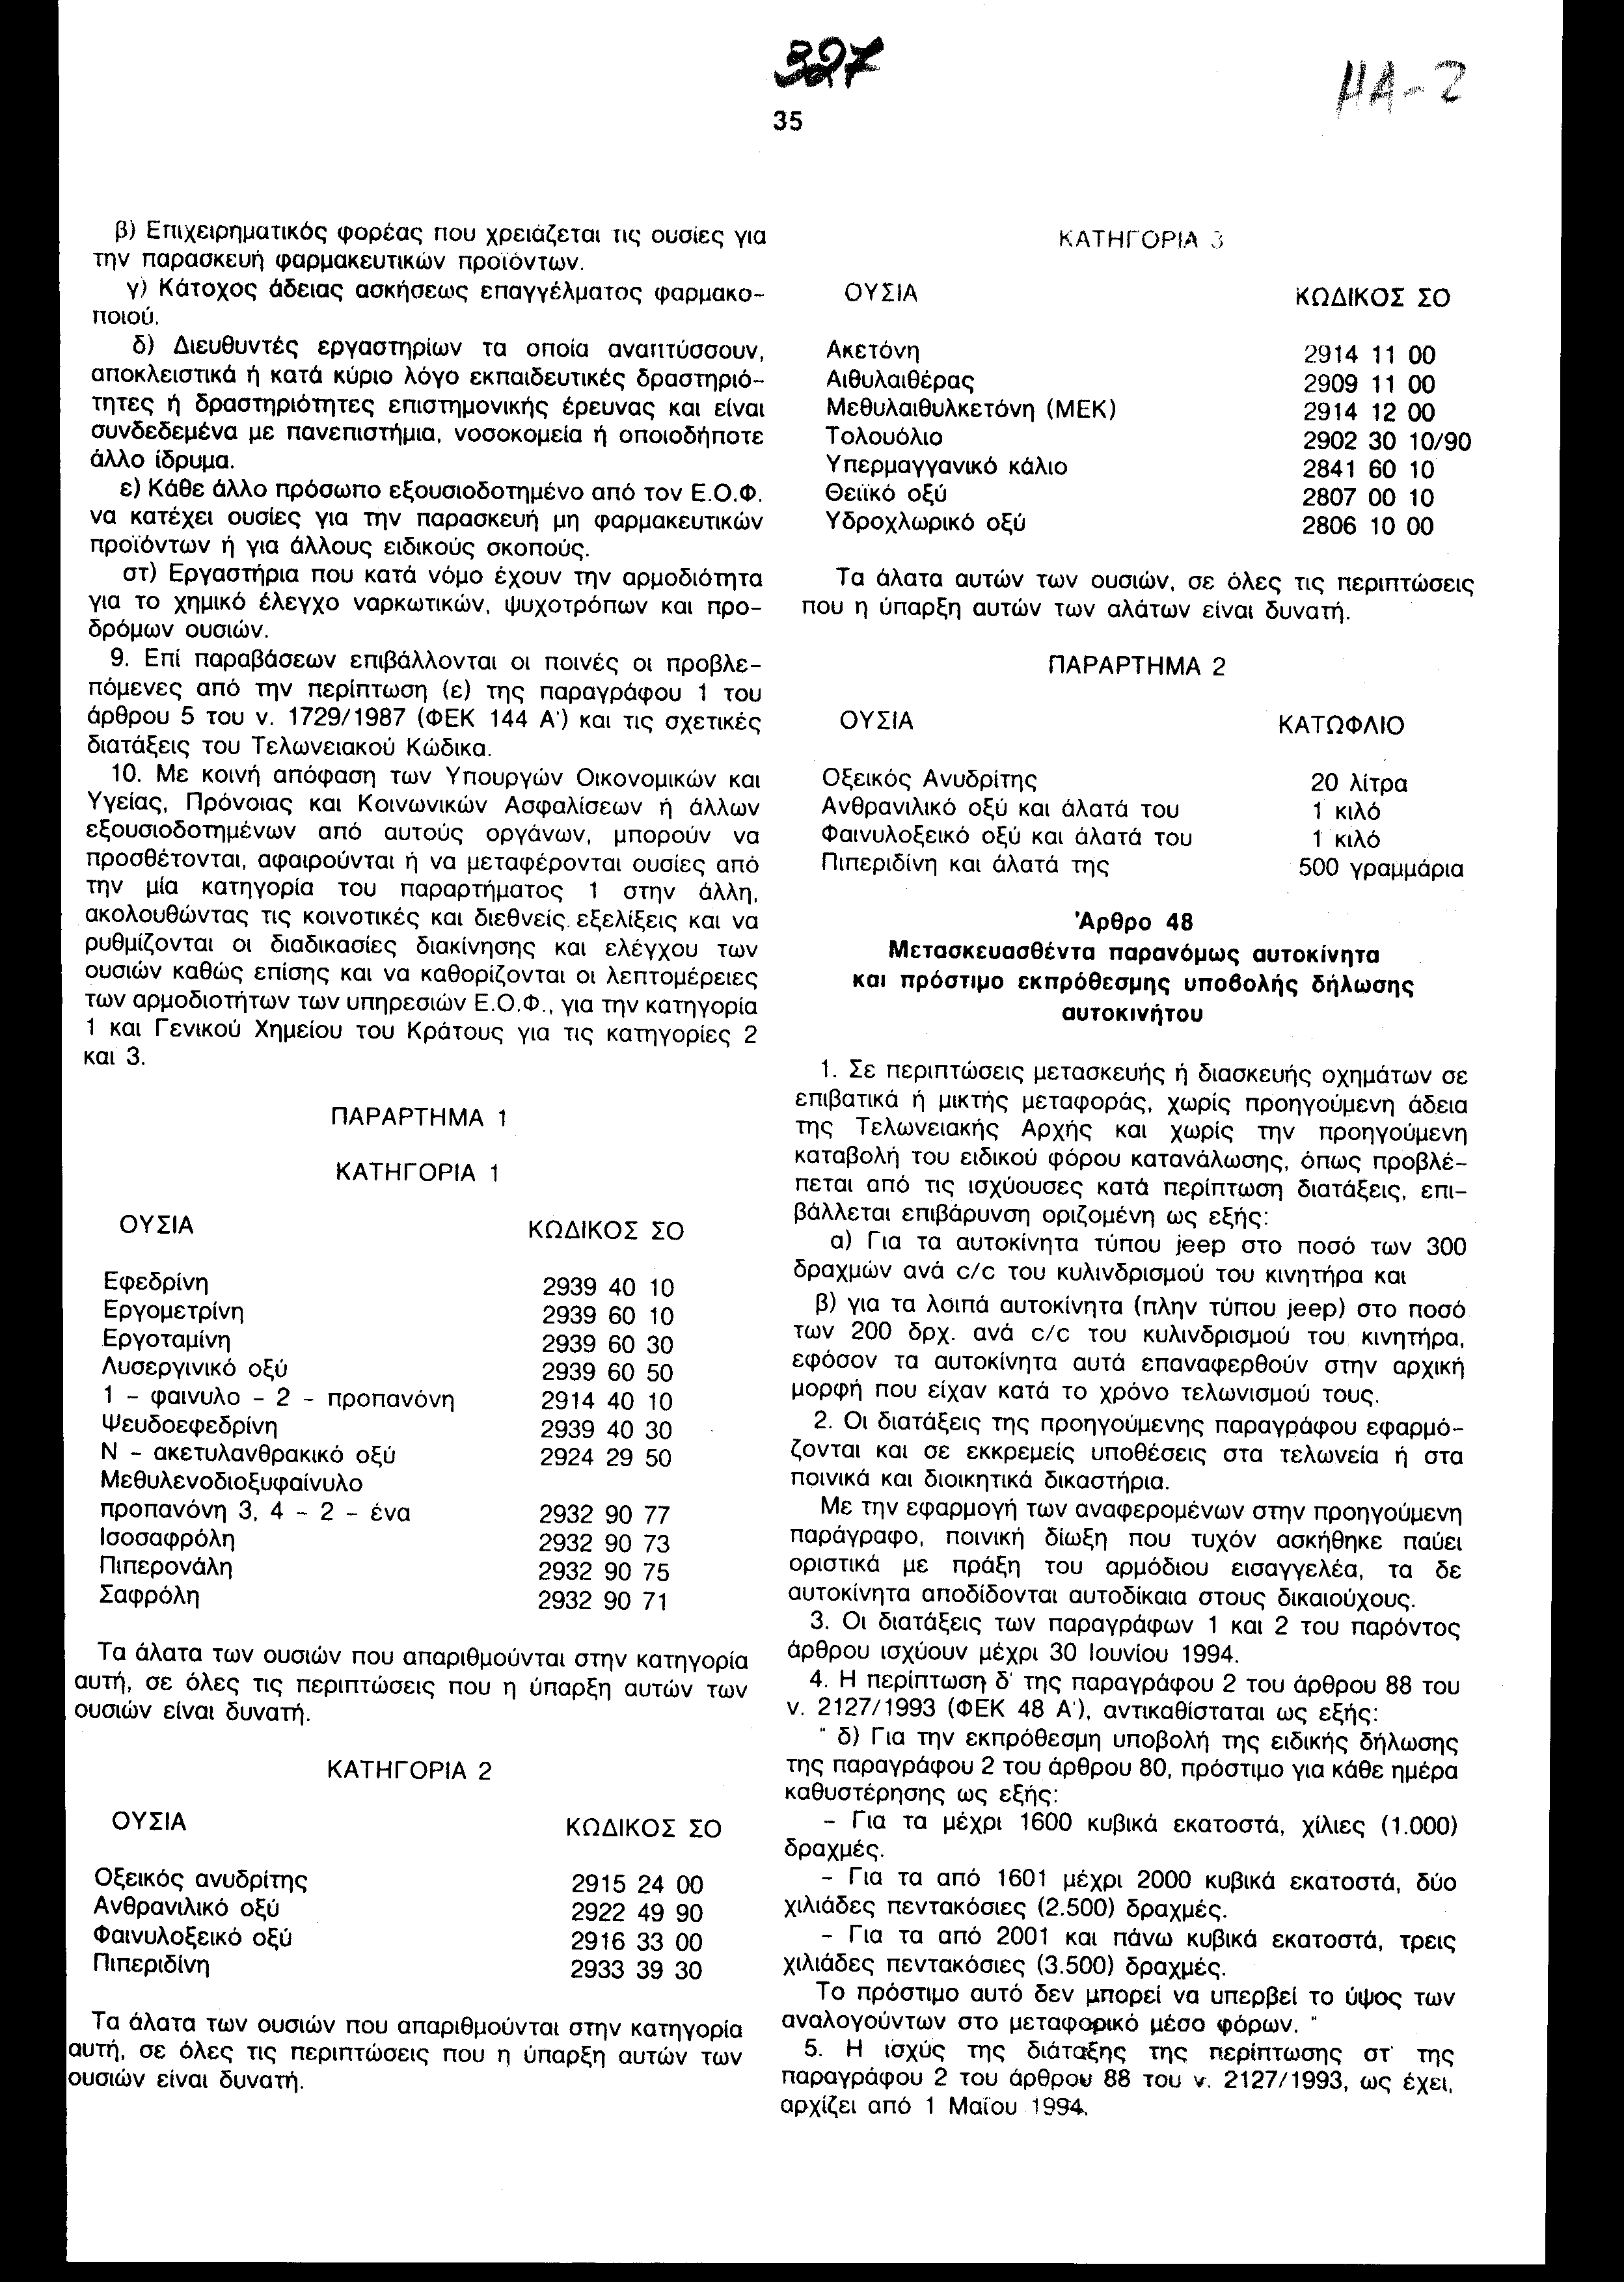 327
HA-2
35
β) Επιχειρηματικός φορέας που χρειάζεται τις ουσίες για
την παρασκευή φαρμακευτικών προϊόντων.
γ) Κάτοχος άδειας ασκήσεως επαγγέλματος φαρμακο-
ποιού.
δ) Διευθυντές εργαστηρίων τα οποία αναπτύσσουν,
αποκλειστικά ή κατά κύριο λόγο εκπαιδευτικές δραστηριό-
τητες ή δραστηριότητες επιστημονικής έρευνας και είναι
συνδεδεμένα με πανεπιστήμια, νοσοκομεία ή οποιοδήποτε
άλλο ίδρυμα.
ε) Κάθε άλλο πρόσωπο εξουσιοδοτημένο από τον Ε.Ο.Φ.
να κατέχει ουσίες για την παρασκευή μη φαρμακευτικών
προϊόντων ή για άλλους ειδικούς σκοπούς.
στ) Εργαστήρια που κατά νόμο έχουν την αρμοδιότητα
για το χημικό έλεγχο ναρκωτικών, ψυχοτρόπων και προ-
δρόμων ουσιών.
9. Επί παραβάσεων επιβάλλονται οι ποινές οι προβλε-
πόμενες από την περίπτωση (ε) της παραγράφου 1 του
άρθρου 5 του ν. 1729/1987 (ΦΕΚ 144 Α') και τις σχετικές
διατάξεις του Τελωνειακού Κώδικα.
10. Με κοινή απόφαση των Υπουργών Οικονομικών και
Υγείας, Πρόνοιας και Κοινωνικών Ασφαλίσεων ή άλλων
εξουσιοδοτημένων από αυτούς οργάνων, μπορούν να
προσθέτονται, αφαιρούνται ή να μεταφέρονται ουσίες από
την μία κατηγορία του παραρτήματος 1 στην άλλη,
ακολουθώντας τις κοινοτικές και διεθνείς εξελίξεις και να
ρυθμίζονται οι διαδικασίες διακίνησης και ελέγχου των
ουσιών καθώς επίσης και να καθορίζονται οι λεπτομέρειες
των αρμοδιοτήτων των υπηρεσιών Ε.Ο.Φ., για την κατηγορία
1 και Γενικού Χημείου του Κράτους για τις κατηγορίες 2
και 3.
ΠΑΡΑΡΤΗΜΑ 1
ΚΑΤΗΓΟΡΙΑ 1
ΟΥΣΙΑ ΚΩΔΙΚΟΣ ΣΟ
Εφεδρίνη 2939 40 10
Εργομετρίνη 2939 60 10
Εργοταμίνη 2939 60 30
Λυσεργινικό οξύ 2939 60 50
1 - φαινυλο - 2 - προπανόνη 2914 40 10
Ψευδοεφεδρίνη 2939 40 30
Ν - ακετυλανθρακικό οξύ 2924 29 50
Μεθυλενοδιοξυφαίνυλο
προπανόνη 3, 4 - 2 - ένα 2932 90 77
Ισοσαφρόλη 2932 90 73
Πιπερονάλη 2932 90 75
Σαφρόλη 2932 90 71
Τα άλατα των ουσιών που απαριθμούνται στην κατηγορία
αυτή, σε όλες τις περιπτώσεις που η ύπαρξη αυτών των
ουσιών είναι δυνατή.
ΚΑΤΗΓΟΡΙΑ 2
ΟΥΣΙΑ ΚΩΔΙΚΟΣ ΣΟ
Οξεικός ανυδρίτης 2915 24 00
Ανθρανιλικό οξύ 2922 49 90
Φαινυλοξεικό οξύ 2916 33 00
Πιπεριδίνη 2933 39 30
Τα άλατα των ουσιών που απαριθμούνται στην κατηγορία
αυτή, σε όλες τις περιπτώσεις που η ύπαρξη αυτών των
ουσιών είναι δυνατή.
ΚΑΤΗΓΟΡΙΑ 3
ΟΥΣΙΑ ΚΩΔΙΚΟΣ ΣΟ
Ακετόνη 2914 11 00
Αιθυλαιθέρας 2909 11 00
Μεθυλαιθυλκετόνη (ΜΕΚ) 2914 12 00
Τολουόλιο 2902 30 10/90
Υπερμαγγανικό κάλιο 2841 60 10
Θειϊκό οξύ 2807 00 10
Υδροχλωρικό οξύ 2806 10 00
Τα άλατα αυτών των ουσιών, σε όλες τις περιπτώσεις
που η ύπαρξη αυτών των αλάτων είναι δυνατή.
ΠΑΡΑΡΤΗΜΑ 2
ΟΥΣΙΑ ΚΑΤΩΦΛΙΟ
Οξεικός Ανυδρίτης 20 λίτρα
Ανθρανιλικό οξύ και άλατά του 1 κιλό
Φαινυλοξεικό οξύ και άλατά του 1 κιλό
Πιπεριδίνη και άλατά της 500 γραμμάρια
'Αρθρο 48
Μετασκευασθέντα παρανόμως αυτοκίνητα
και πρόστιμο εκπρόθεσμης υποβολής δήλωσης
αυτοκινήτου
1. Σε περιπτώσεις μετασκευής ή διασκευής οχημάτων σε
επιβατικά ή μικτής μεταφοράς, χωρίς προηγούμενη άδεια
της Τελωνειακής Αρχής και χωρίς την προηγούμενη
καταβολή του ειδικού φόρου κατανάλωσης, όπως προβλέ-
πεται από τις ισχύουσες κατά περίπτωση διατάξεις, επι-
βάλλεται επιβάρυνση οριζομένη ως εξής:
α) Για τα αυτοκίνητα τύπου jeep στο ποσό των 300
δραχμών ανά c/c του κυλινδρισμού του κινητήρα και
β) για τα λοιπά αυτοκίνητα (πλην τύπου jeep) στο ποσό
των 200 δρχ. ανά c/c του κυλινδρισμού του κινητήρα,
εφόσον τα αυτοκίνητα αυτά επαναφερθούν στην αρχική
μορφή που είχαν κατά το χρόνο τελωνισμού τους.
2. Οι διατάξεις της προηγούμενης παραγράφου εφαρμό-
ζονται και σε εκκρεμείς υποθέσεις στα τελωνεία ή στα
ποινικά και διοικητικά δικαστήρια.
Με την εφαρμογή των αναφερομένων στην προηγούμενη
παράγραφο, ποινική δίωξη που τυχόν ασκήθηκε παύει
οριστικά με πράξη του αρμόδιου εισαγγελέα, τα δε
αυτοκίνητα αποδίδονται αυτοδίκαια στους δικαιούχους.
3. Οι διατάξεις των παραγράφων 1 και 2 του παρόντος
άρθρου ισχύουν μέχρι 30 Ιουνίου 1994.
4. Η περίπτωση δ' της παραγράφου 2 του άρθρου 88 του
ν. 2127/1993 (ΦΕΚ 48 Α'), αντικαθίσταται ως εξής:
" δ) Για την εκπρόθεσμη υποβολή της ειδικής δήλωσης
της παραγράφου 2 του άρθρου 80, πρόστιμο για κάθε ημέρα
καθυστέρησης ως εξής:
- Για τα μέχρι 1600 κυβικά εκατοστά, χίλιες (1.000)
δραχμές.
- Για τα από 1601 μέχρι 2000 κυβικά εκατοστά, δύο
χιλιάδες πεντακόσιες (2.500) δραχμές.
- Για τα από 2001 και πάνω κυβικά εκατοστά, τρεις
χιλιάδες πεντακόσιες (3.500) δραχμές.
Το πρόστιμο αυτό δεν μπορεί να υπερβεί το ύψος των
αναλογούντων στο μεταφορικό μέσο φόρων. "
5. Η ισχύς της διάταξης της περίπτωσης στ' της
παραγράφου 2 του άρθρου 88 του ν. 2127/1993, ως έχει,
αρχίζει από 1 Μαΐου 1994.